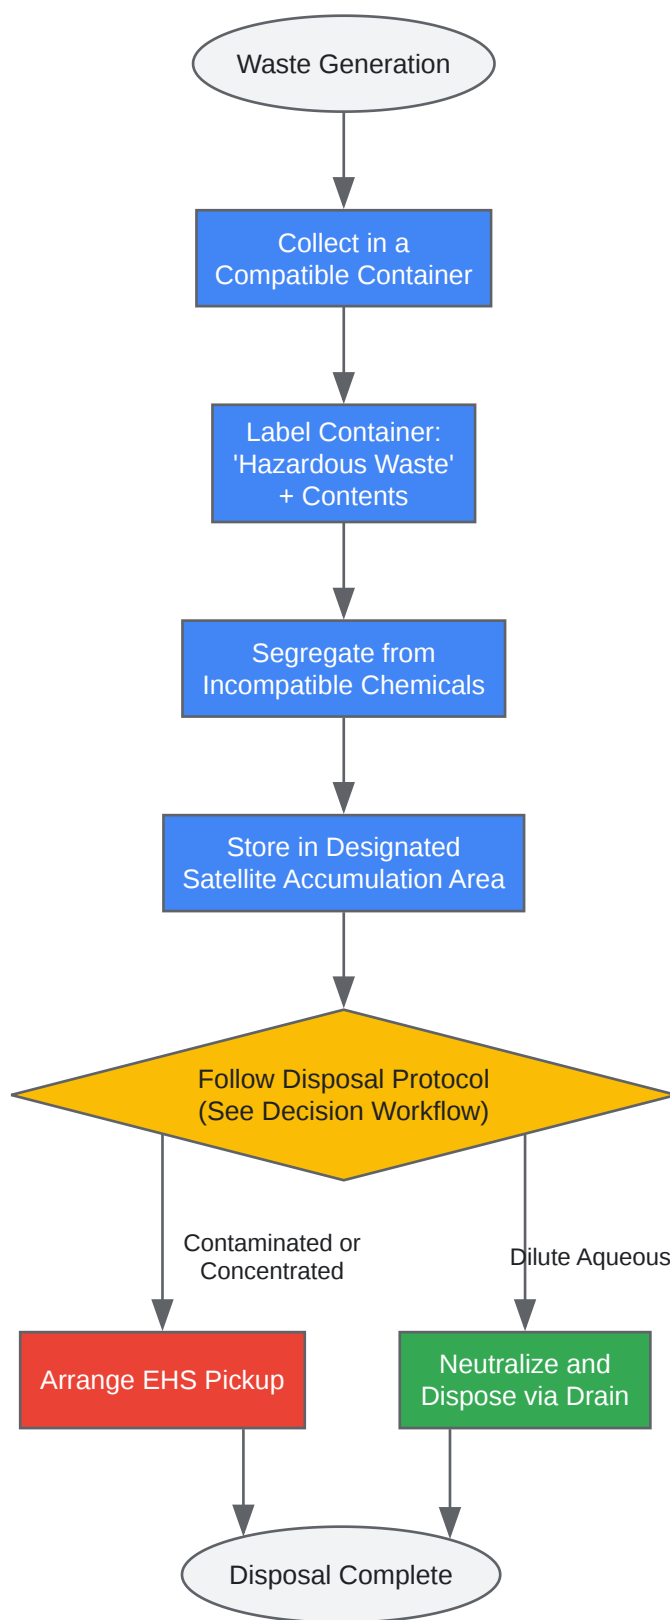 Waste Generation
Collect in a
Compatible Container
Label Container:
'Hazardous Waste'
+ Contents
Segregate from
Incompatible Chemicals
Store in Designated
Satellite Accumulation Area
Follow Disposal Protocol
(See Decision Workflow)
Contaminated or
Concentrated
Dilute Aqueous
Arrange EHS Pickup
Neutralize and
Dispose via Drain
Disposal Complete